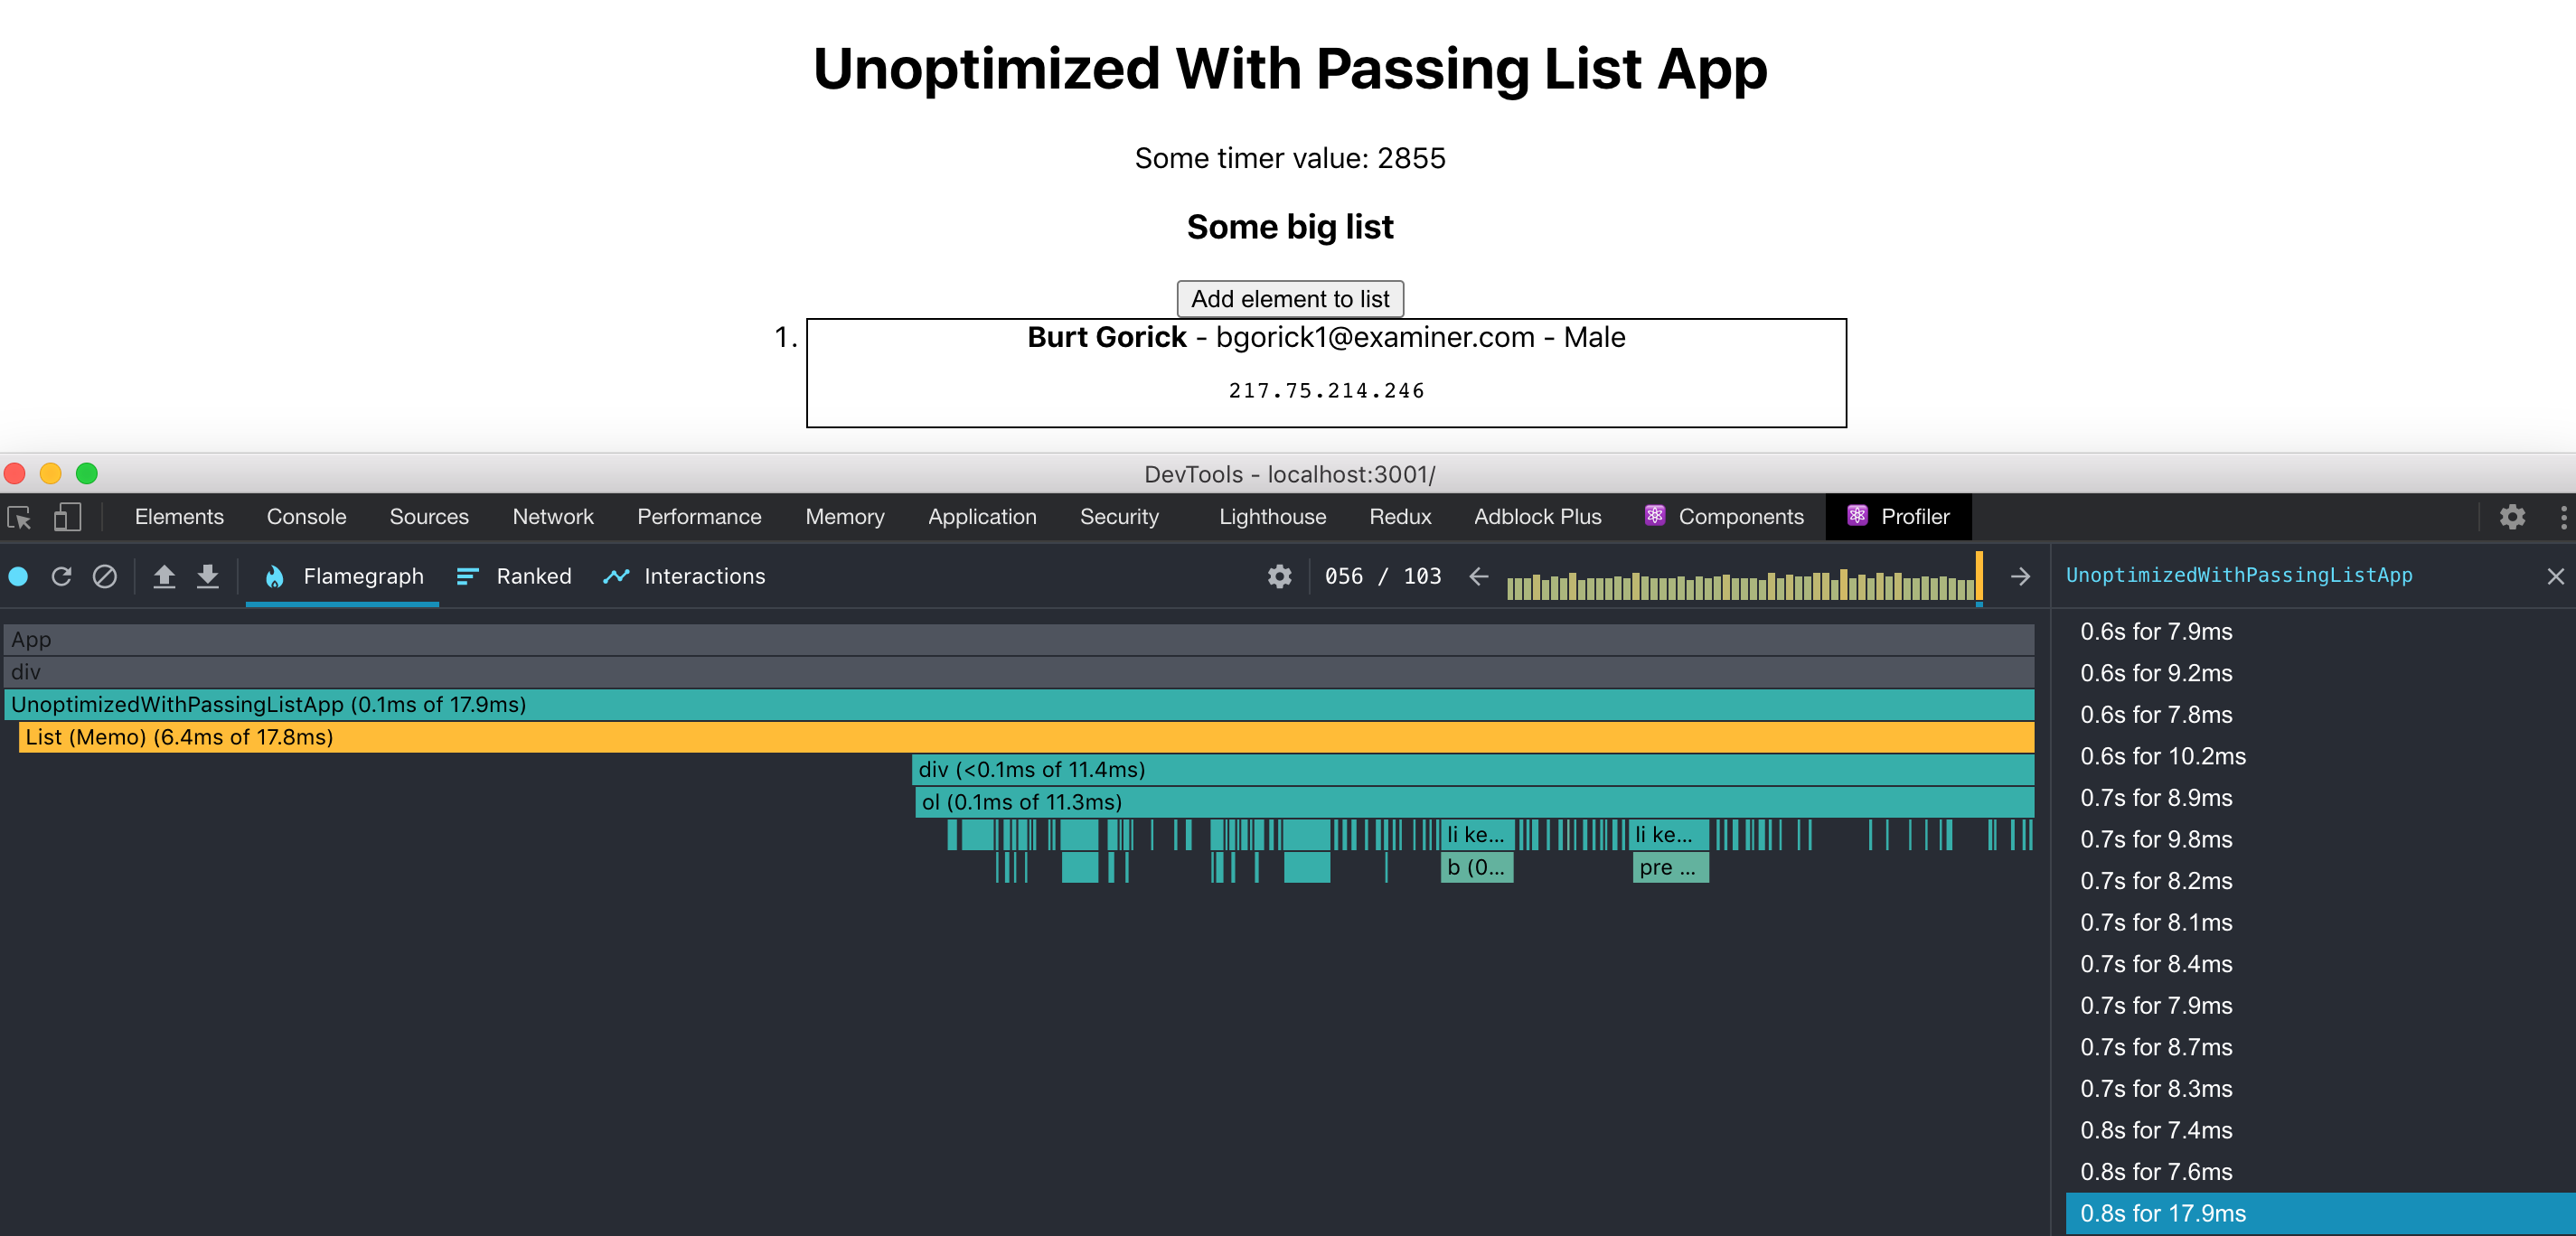 Unoptimized With Passing List App
Some timer value: 2855
Some big list
Add element to list
1. Burt Gorick - bgorick1@examiner.com - Male
217.75.214.246
DevTools - localhost:3001/
Elements Console Sources Network Performance Memory Application Security Lighthouse Redux Adblock Plus Components Profiler
Flamegraph Ranked Interactions 056 / 103 UnoptimizedWithPassingListApp
App
div
UnoptimizedWithPassingListApp (0.1ms of 17.9ms)
List (Memo) (6.4ms of 17.8ms)
div (<0.1ms of 11.4ms)
ol (0.1ms of 11.3ms)
li ke... li ke...
b (0... pre ...
0.6s for 7.9ms
0.6s for 9.2ms
0.6s for 7.8ms
0.6s for 10.2ms
0.7s for 8.9ms
0.7s for 9.8ms
0.7s for 8.2ms
0.7s for 8.1ms
0.7s for 8.4ms
0.7s for 7.9ms
0.7s for 8.7ms
0.7s for 8.3ms
0.8s for 7.4ms
0.8s for 7.6ms
0.8s for 17.9ms